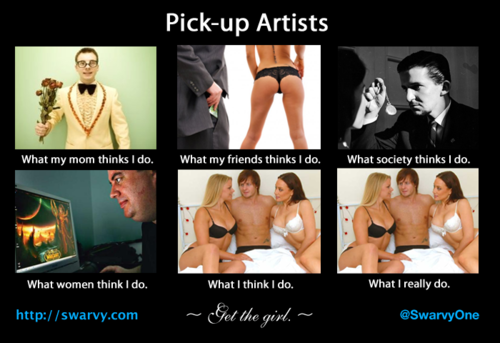 Pick-up Artists
What my mom thinks I do.
What my friends thinks I do.
What society thinks I do.
What women think I do.
What I think I do.
What I really do.
http://swarvy.com
~ Get the girl. ~
@SwarvyOne